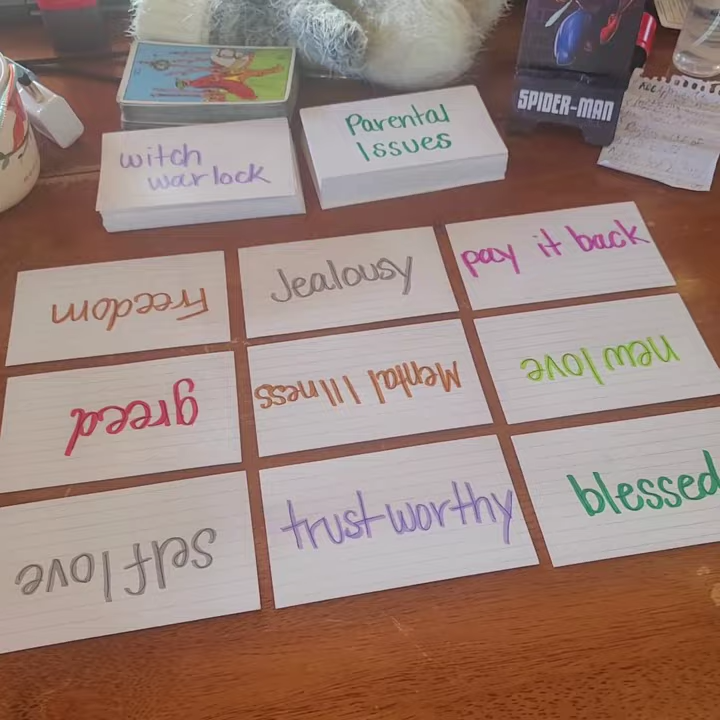 SPIDER-MAN
witch
warlock
Parental
Issues
Freedom
Jealousy
pay it back
greed
Mental Illness
new love
self love
trustworthy
blessed